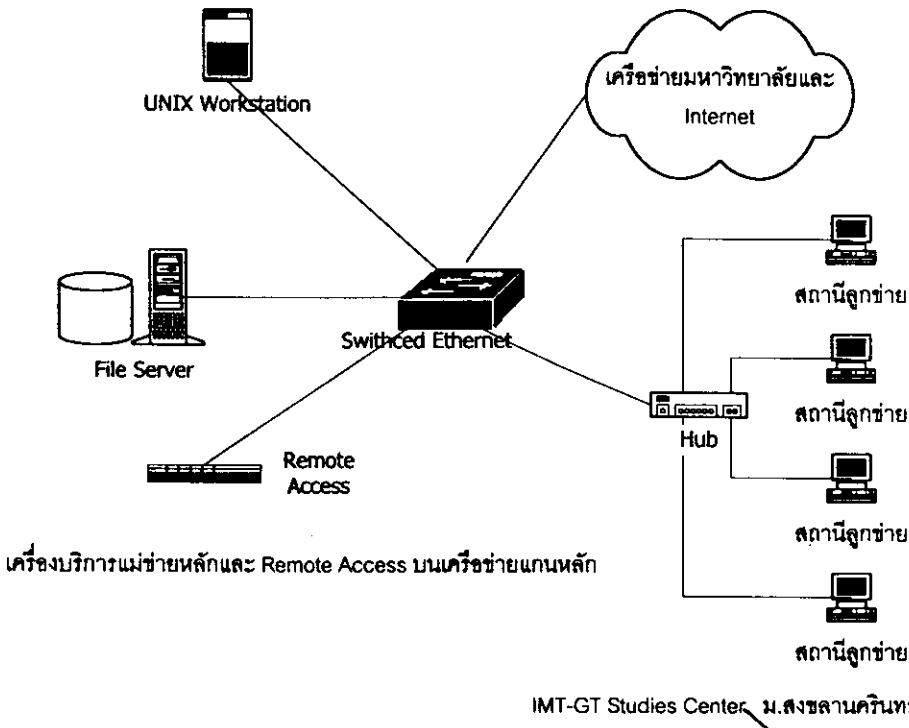 UNIX Workstation
เครือข่ายมหาวิทยาลัยและ
Internet
File Server
Swithced Ethernet
Remote
Access
Hub
สถานีลูกข่าย
สถานีลูกข่าย
สถานีลูกข่าย
สถานีลูกข่าย
เครื่องบริการแม่ข่ายหลักและ Remote Access บนเครือข่ายแกนหลัก
IMT-GT Studies Center ม.สงขลานครินทร